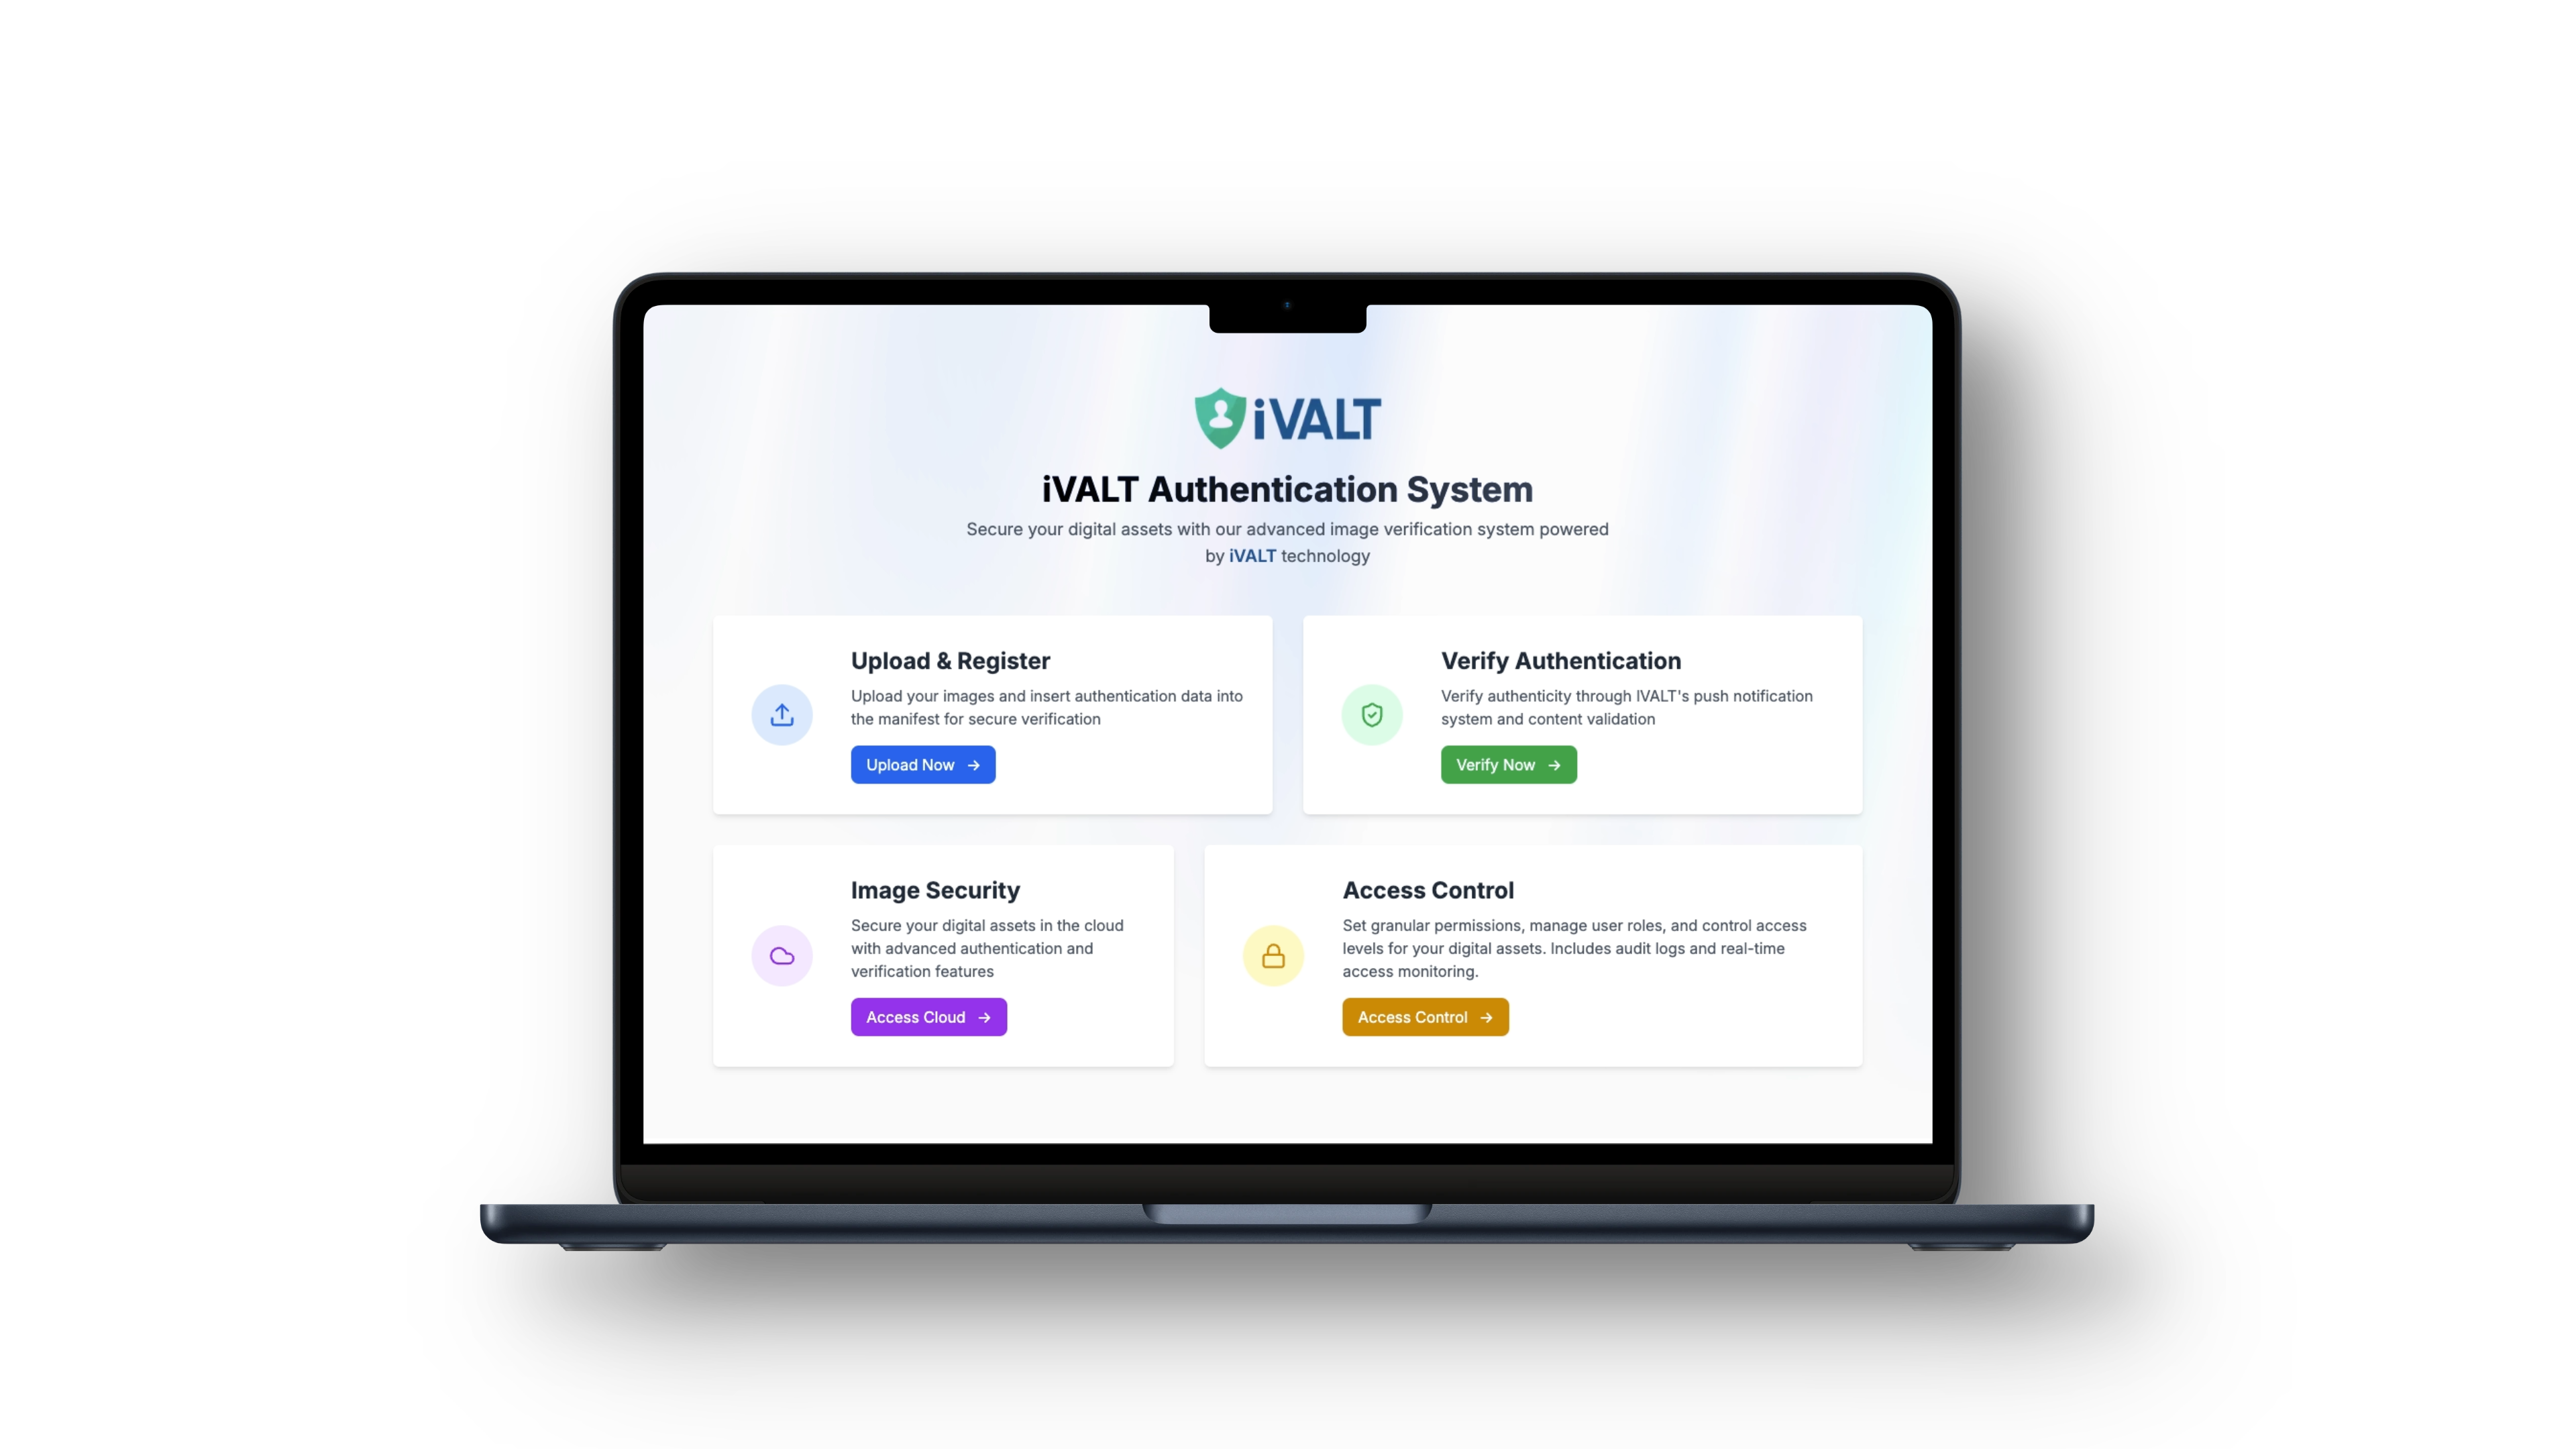 iVALT
iVALT Authentication System
Secure your digital assets with our advanced image verification system powered
by iVALT technology
Upload & Register
Upload your images and insert authentication data into
the manifest for secure verification
Upload Now
Verify Authentication
Verify authenticity through IVALT's push notification
system and content validation
Verify Now
Image Security
Secure your digital assets in the cloud
with advanced authentication and
verification features
Access Cloud
Access Control
Set granular permissions, manage user roles, and control access
levels for your digital assets. Includes audit logs and real-time
access monitoring.
Access Control